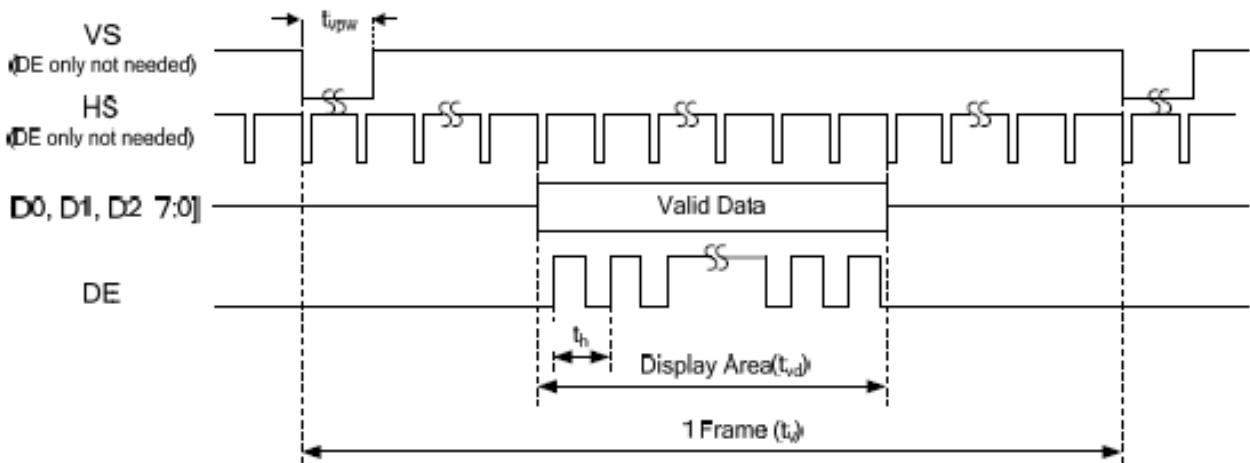 tvpw
VS
(DE only not needed)
HS
(DE only not needed)
D0, D1, D2 7:0]
Valid Data
DE
th
Display Area(tvd)
1 Frame (tv)